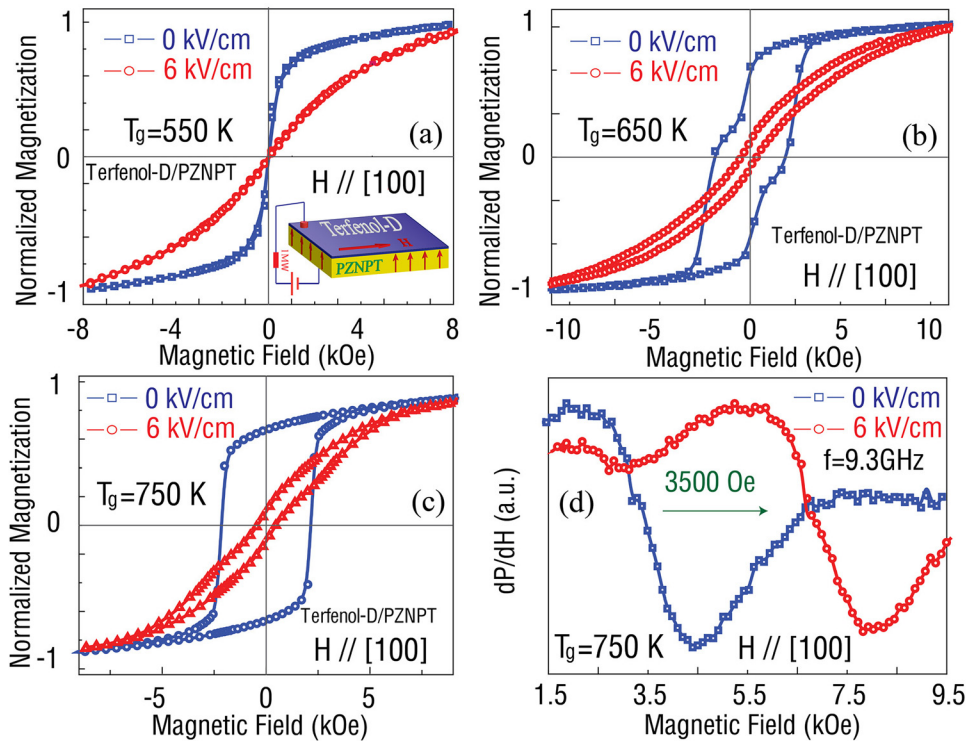 1
0 kV/cm
6 kV/cm
Tg=550 K
(a)
0
Terfenol-D/PZNPT
H // [100]
Terfenol-D
H
PZNPT
1MW
-1
-8
-4
0
4
8
Normalized Magnetization
Magnetic Field (kOe)
1
0 kV/cm
6 kV/cm
Tg=650 K
(b)
0
Terfenol-D/PZNPT
H // [100]
-1
-10
-5
0
5
10
Normalized Magnetization
Magnetic Field (kOe)
1
0 kV/cm
6 kV/cm
Tg=750 K
(c)
0
Terfenol-D/PZNPT
H // [100]
-1
-5
0
5
Normalized Magnetization
Magnetic Field (kOe)
0 kV/cm
6 kV/cm
f=9.3GHz
3500 Oe
(d)
Tg=750 K
H // [100]
1.5
3.5
5.5
7.5
9.5
dP/dH (a.u.)
Magnetic Field (kOe)